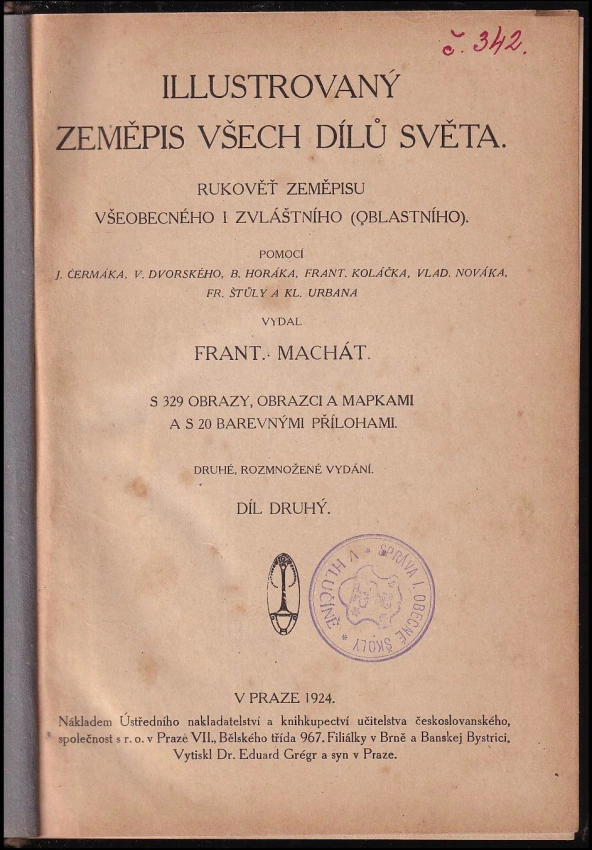 č. 342.
ILLUSTROVANÝ
ZEMĚPIS VŠECH DÍLŮ SVĚTA.
RUKOVĚŤ ZEMĚPISU
VŠEOBECNÉHO I ZVLÁŠTNÍHO (OBLASTNÍHO).
POMOCÍ
J. ČERMÁKA, V. DVORSKÉHO, B. HORÁKA, FRANT. KOLÁČKA, VLAD. NOVÁKA,
FR. ŠTŮLY A KL. URBANA
VYDAL
FRANT. MACHÁT.
S 329 OBRAZY, OBRAZCI A MAPKAMI
A S 20 BAREVNÝMI PŘÍLOHAMI.
DRUHÉ, ROZMNOŽENÉ VYDÁNÍ.
DÍL DRUHÝ.
* SPRÁVA I. OBECNÉ ŠKOLY * V HLUČÍNĚ
V PRAZE 1924.
Nákladem Ústředního nakladatelství a knihkupectví učitelstva českoslovanského,
společnost s r. o. v Praze VII., Bělského třída 967. Filiálky v Brně a Banskej Bystrici.
Vytiskl Dr. Eduard Grégr a syn v Praze.